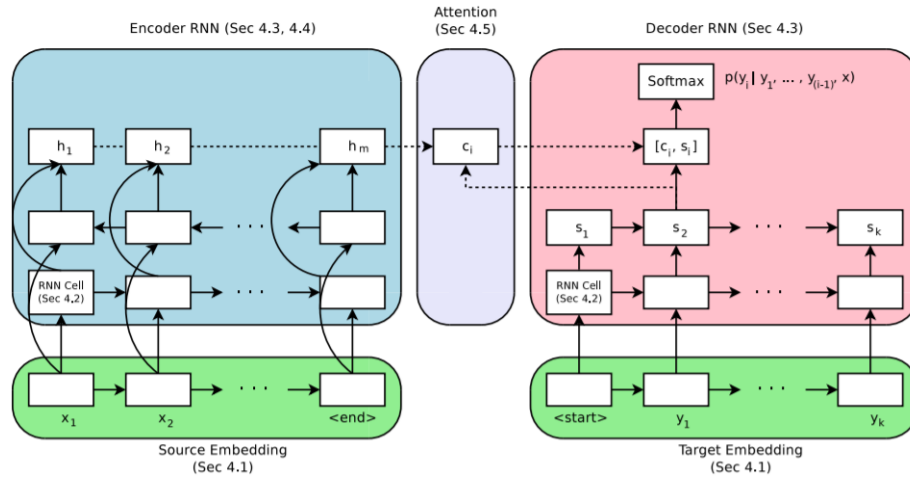 Encoder RNN (Sec 4.3, 4.4)
Attention
(Sec 4.5)
Decoder RNN (Sec 4.3)
Softmax
p(y_i | y_1, ... , y_(i-1), x)
h_1
h_2
h_m
c_i
[c_i, s_i]
. . .
s_1
s_2
. . .
s_k
RNN Cell
(Sec 4.2)
. . .
RNN Cell
(Sec 4.2)
. . .
. . .
. . .
x_1
x_2
<end>
<start>
y_1
y_k
Source Embedding
(Sec 4.1)
Target Embedding
(Sec 4.1)